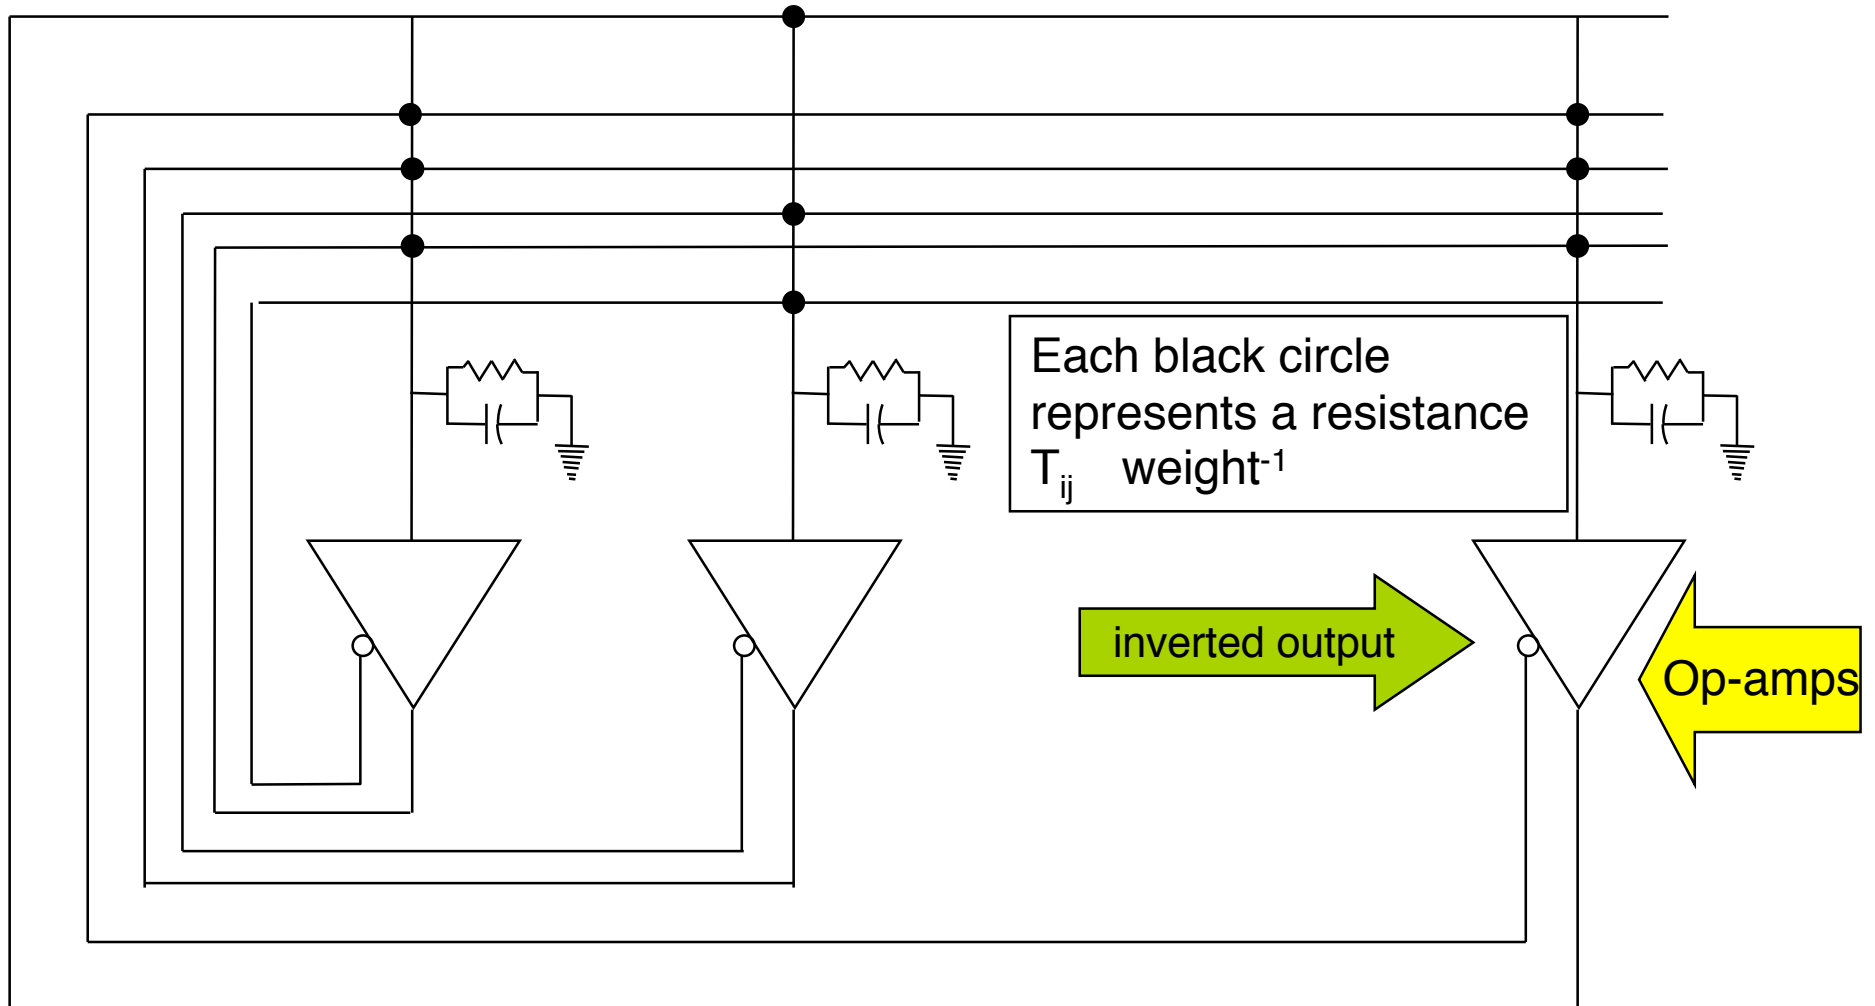 Each black circle
represents a resistance
Tij weight-1
inverted output
Op-amps